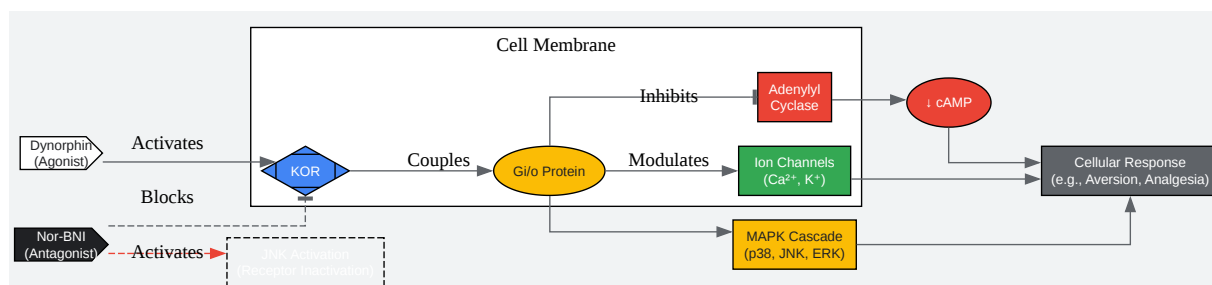 Cell Membrane
Inhibits
Adenylyl
Cyclase
↓ cAMP
Dynorphin
(Agonist)
Activates
KOR
Couples
Gi/o Protein
Modulates
Ion Channels
(Ca²⁺, K⁺)
Cellular Response
(e.g., Aversion, Analgesia)
Blocks
Nor-BNI
(Antagonist)
Activates
JNK Activation
(Receptor Inactivation)
MAPK Cascade
(p38, JNK, ERK)